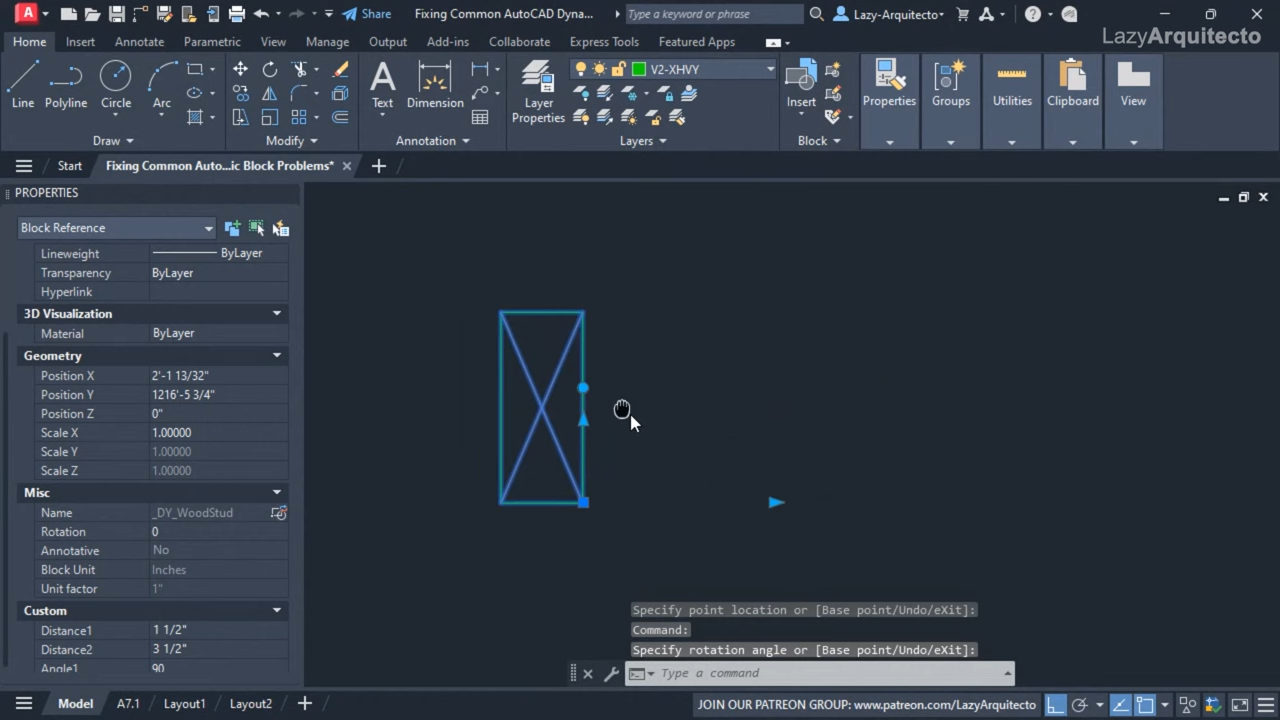 A Share Fixing Common AutoCAD Dyna... Type a keyword or phrase Lazy-Arquitecto
LazyArquitecto
Home Insert Annotate Parametric View Manage Output Add-ins Collaborate Express Tools Featured Apps
V2-XHVY
Line Polyline Circle Arc Text Dimension Layer Properties Insert Properties Groups Utilities Clipboard View
Draw Modify Annotation Layers Block
Start Fixing Common Auto...ic Block Problems*
PROPERTIES
Block Reference
Lineweight ByLayer
Transparency ByLayer
Hyperlink
3D Visualization
Material ByLayer
Geometry
Position X 2'-1 13/32"
Position Y 1216'-5 3/4"
Position Z 0"
Scale X 1.00000
Scale Y 1.00000
Scale Z 1.00000
Misc
Name _DY_WoodStud
Rotation 0
Annotative No
Block Unit Inches
Unit factor 1"
Custom
Distance1 1 1/2"
Distance2 3 1/2"
Angle1 90
Specify point location or [Base point/Undo/eXit]:
Command:
Specify rotation angle or [Base point/Undo/eXit]:
Type a command
Model A7.1 Layout1 Layout2 JOIN OUR PATREON GROUP: www.patreon.com/LazyArquitecto